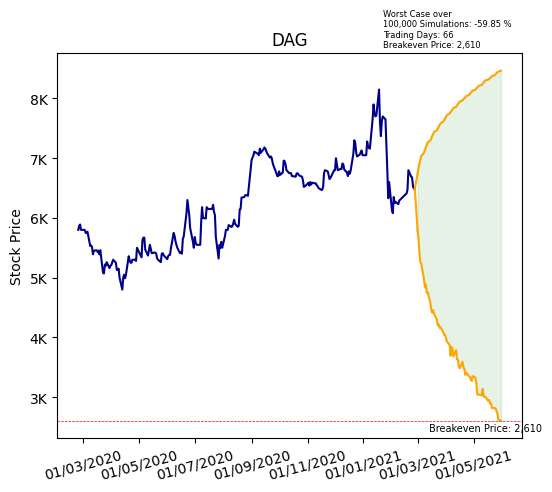 Worst Case over
100,000 Simulations: -59.85 %
Trading Days: 66
Breakeven Price: 2,610
DAG
Stock Price
8K
7K
6K
5K
4K
3K
Breakeven Price: 2,610
01/03/2020
01/05/2020
01/07/2020
01/09/2020
01/11/2020
01/01/2021
01/03/2021
01/05/2021